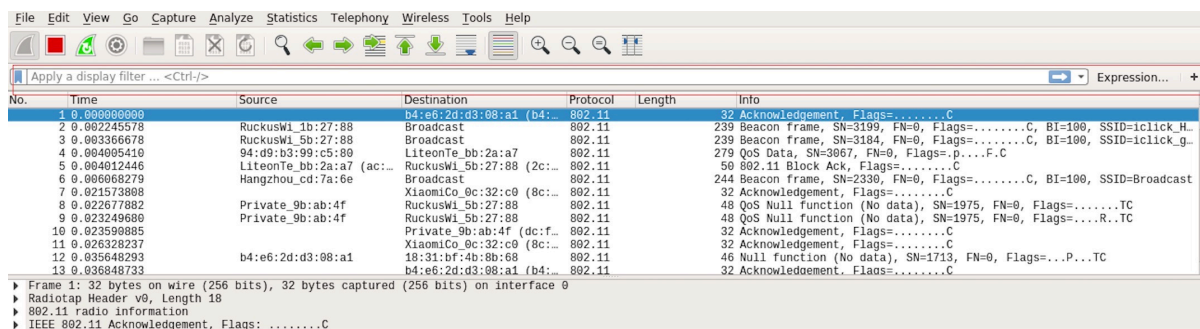 File Edit View Go Capture Analyze Statistics Telephony Wireless Tools Help
Apply a display filter ... <Ctrl-/> Expression... +
No. Time Source Destination Protocol Length Info
1 0.000000000 b4:e6:2d:d3:08:a1 (b4:… 802.11 32 Acknowledgement, Flags=........C
2 0.002245578 RuckusWi_1b:27:88 Broadcast 802.11 239 Beacon frame, SN=3199, FN=0, Flags=........C, BI=100, SSID=iclick_H…
3 0.003366678 RuckusWi_5b:27:88 Broadcast 802.11 239 Beacon frame, SN=3184, FN=0, Flags=........C, BI=100, SSID=iclick_g…
4 0.004005410 94:d9:b3:99:c5:80 LiteonTe_bb:2a:a7 802.11 279 QoS Data, SN=3067, FN=0, Flags=.p....F.C
5 0.004012446 LiteonTe_bb:2a:a7 (ac:… RuckusWi_5b:27:88 (2c:… 802.11 50 802.11 Block Ack, Flags=........C
6 0.006068279 Hangzhou_cd:7a:6e Broadcast 802.11 244 Beacon frame, SN=2330, FN=0, Flags=........C, BI=100, SSID=Broadcast
7 0.021573808 XiaomiCo_0c:32:c0 (8c:… 802.11 32 Acknowledgement, Flags=........C
8 0.022677882 Private_9b:ab:4f RuckusWi_5b:27:88 802.11 48 QoS Null function (No data), SN=1975, FN=0, Flags=.......TC
9 0.023249680 Private_9b:ab:4f RuckusWi_5b:27:88 802.11 48 QoS Null function (No data), SN=1975, FN=0, Flags=....R..TC
10 0.023590885 Private_9b:ab:4f (dc:f… 802.11 32 Acknowledgement, Flags=........C
11 0.026328237 XiaomiCo_0c:32:c0 (8c:… 802.11 32 Acknowledgement, Flags=........C
12 0.035648293 b4:e6:2d:d3:08:a1 18:31:bf:4b:8b:68 802.11 46 Null function (No data), SN=1713, FN=0, Flags=...P...TC
13 0.036848733 b4:e6:2d:d3:08:a1 (b4:… 802.11 32 Acknowledgement, Flags=........C
Frame 1: 32 bytes on wire (256 bits), 32 bytes captured (256 bits) on interface 0
Radiotap Header v0, Length 18
802.11 radio information
IEEE 802.11 Acknowledgement, Flags: ........C